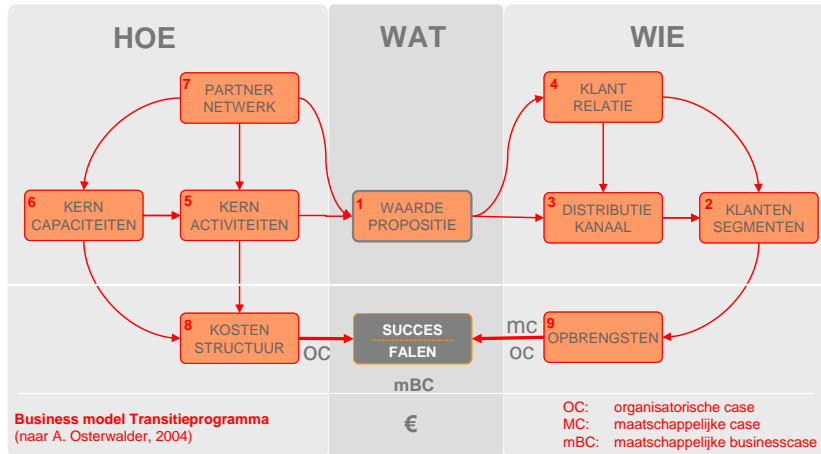 HOE
WAT
WIE
7
PARTNER
NETWERK
4
KLANT
RELATIE
6
KERN
CAPACITEITEN
5
KERN
ACTIVITEITEN
1
WAARDE
PROPOSITIE
3
DISTRIBUTIE
KANAAL
2
KLANTEN
SEGMENTEN
8
KOSTEN
STRUCTUUR
oc
SUCCES
FALEN
mc
oc
9
OPBRENGSTEN
mBC
€
Business model Transitieprogramma
(naar A. Osterwalder, 2004)
OC: organisatorische case
MC: maatschappelijke case
mBC: maatschappelijke businesscase